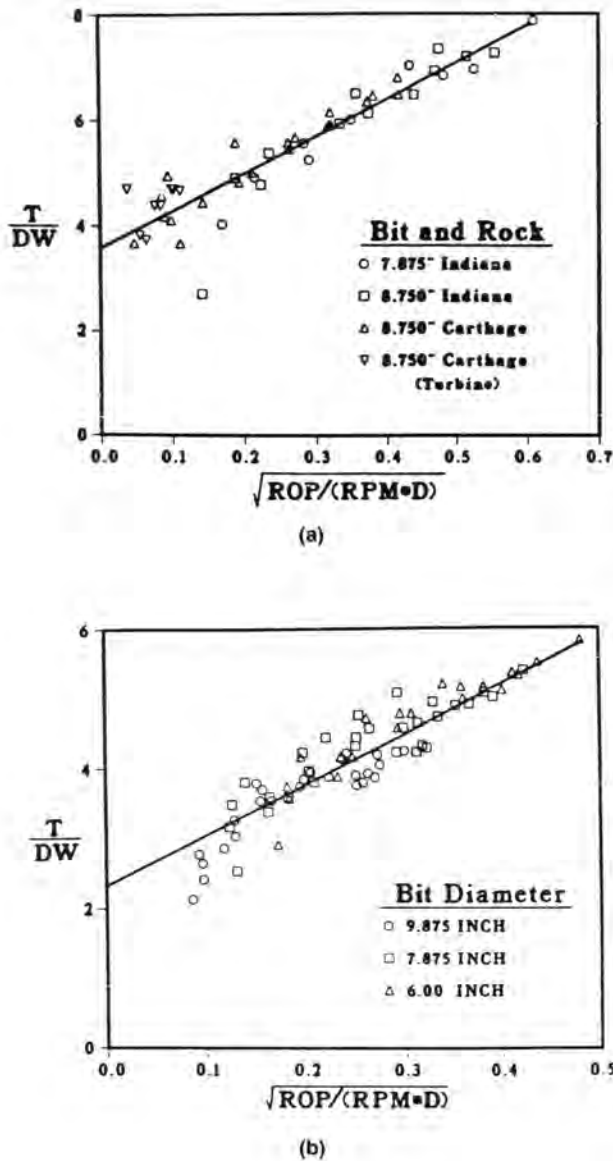 8
6
4
2
0
T
DW
Bit and Rock
○ 7.875" Indiana
□ 8.750" Indiana
△ 8.750" Carthage
▽ 8.750" Carthage
(Turbine)
0.0 0.1 0.2 0.3 0.4 0.5 0.6 0.7
√ROP/(RPM*D)
(a)
6
4
2
0
T
DW
Bit Diameter
○ 9.875 INCH
□ 7.875 INCH
△ 6.00 INCH
0.0 0.1 0.2 0.3 0.4 0.5
√ROP/(RPM*D)
(b)